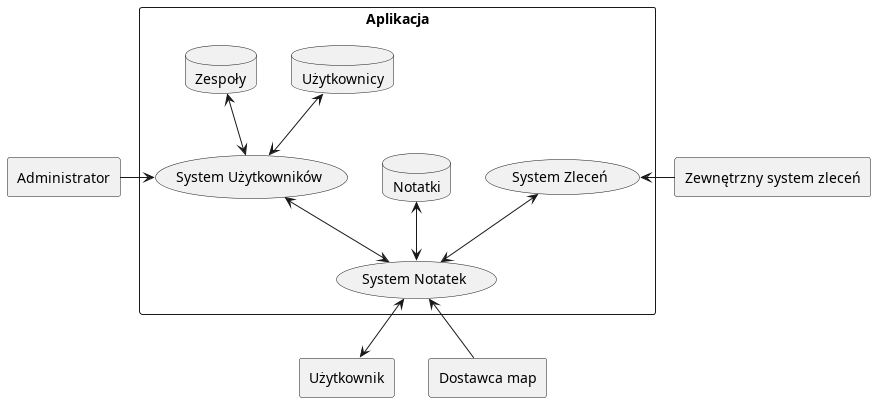 Aplikacja
Zespoły
Użytkownicy
Administrator
System Użytkowników
Notatki
System Zleceń
Zewnętrzny system zleceń
System Notatek
Użytkownik
Dostawca map